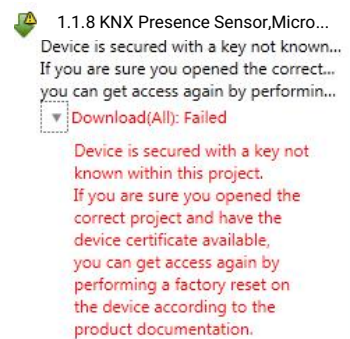 1.1.8 KNX Presence Sensor,Micro...
Device is secured with a key not known...
If you are sure you opened the correct...
you can get access again by performin...
Download(All): Failed
Device is secured with a key not
known within this project.
If you are sure you opened the
correct project and have the
device certificate available,
you can get access again by
performing a factory reset on
the device according to the
product documentation.